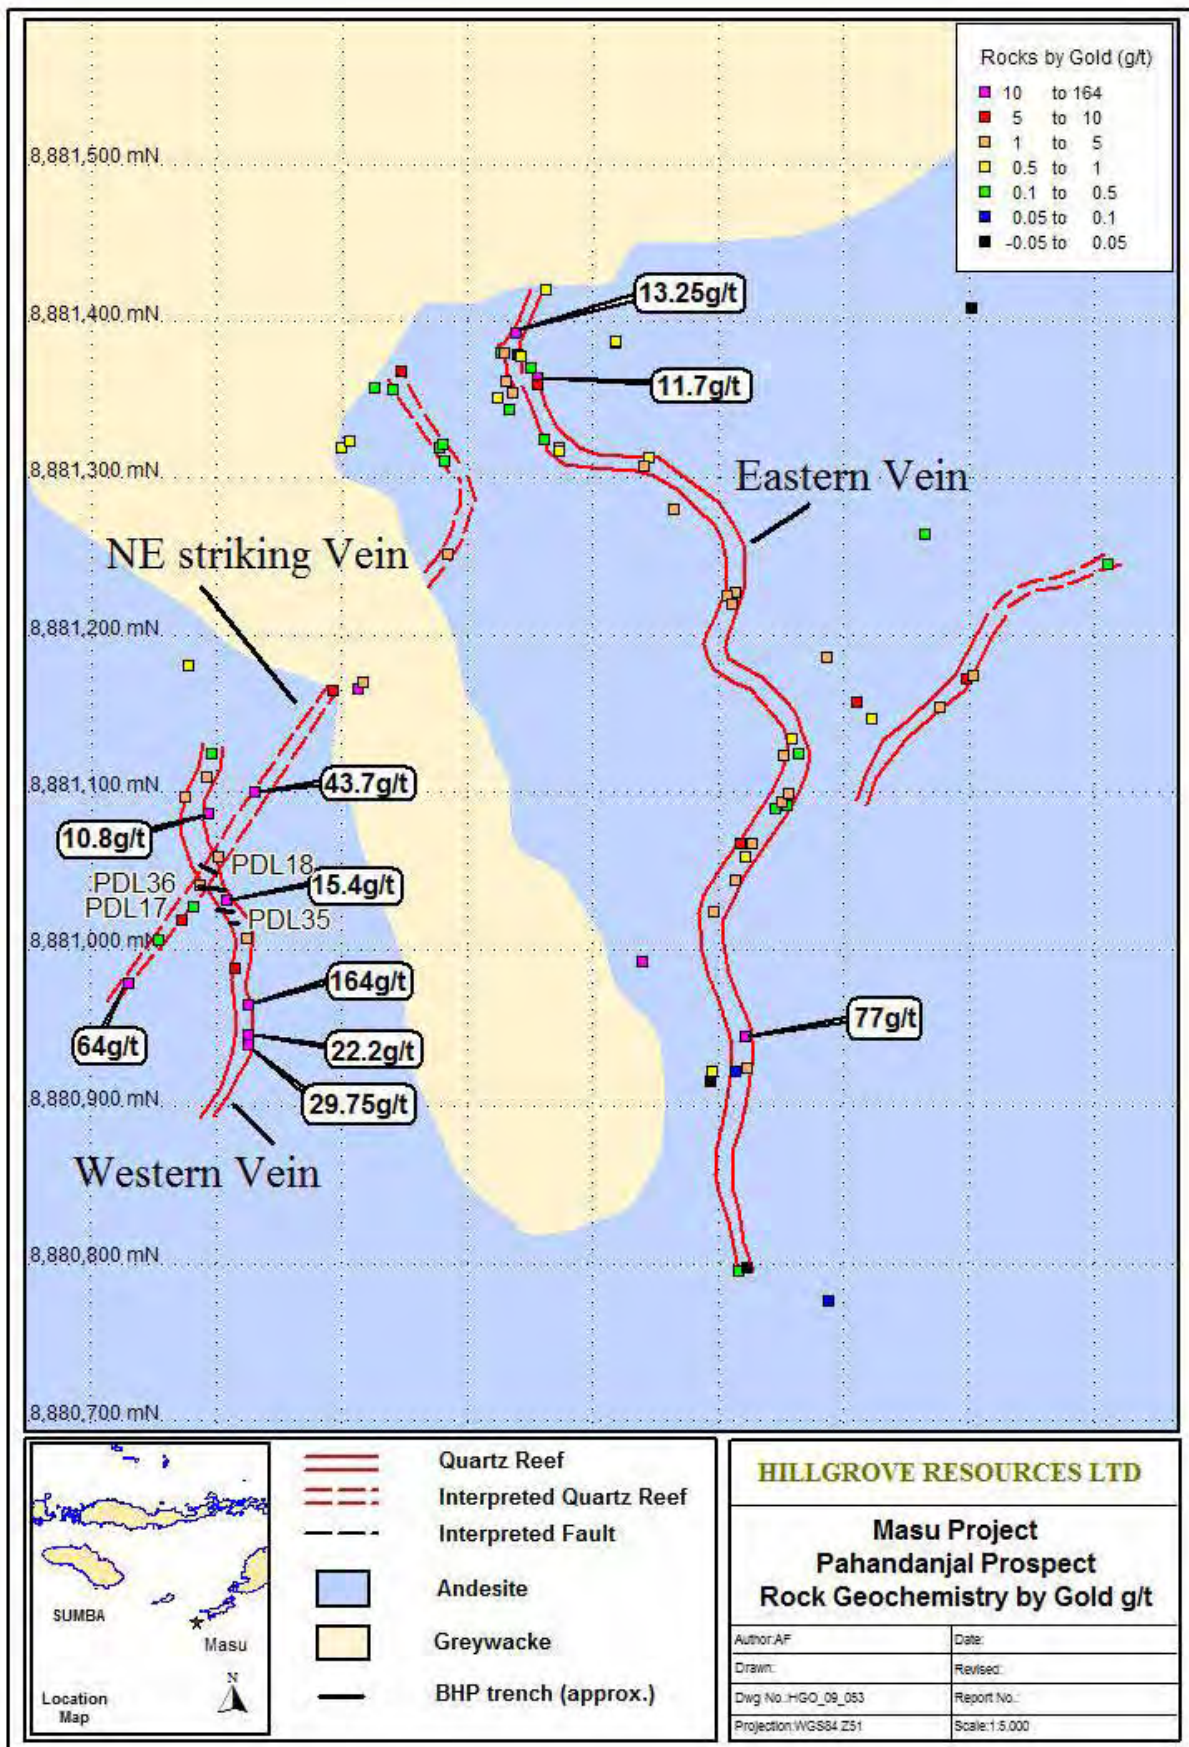 Rocks by Gold (g/t)
10 to 164
5 to 10
1 to 5
0.5 to 1
0.1 to 0.5
0.05 to 0.1
-0.05 to 0.05
8,881,500 mN
8,881,400 mN
13.25g/t
11.7g/t
8,881,300 mN
Eastern Vein
NE striking Vein
8,881,200 mN
8,881,100 mN
43.7g/t
10.8g/t
PDL18
PDL36
15.4g/t
PDL17
PDL35
8,881,000 mN
164g/t
77g/t
64g/t
22.2g/t
29.75g/t
8,880,900 mN
Western Vein
8,880,800 mN
8,880,700 mN
SUMBA
Masu
N
Location
Map
Quartz Reef
Interpreted Quartz Reef
Interpreted Fault
Andesite
Greywacke
BHP trench (approx.)
HILLGROVE RESOURCES LTD
Masu Project
Pahandanjal Prospect
Rock Geochemistry by Gold g/t
Author:AF
Date:
Drawn:
Revised:
Dwg No.:HGO_09_053
Report No.:
Projection:WGS84 Z51
Scale:1:5,000